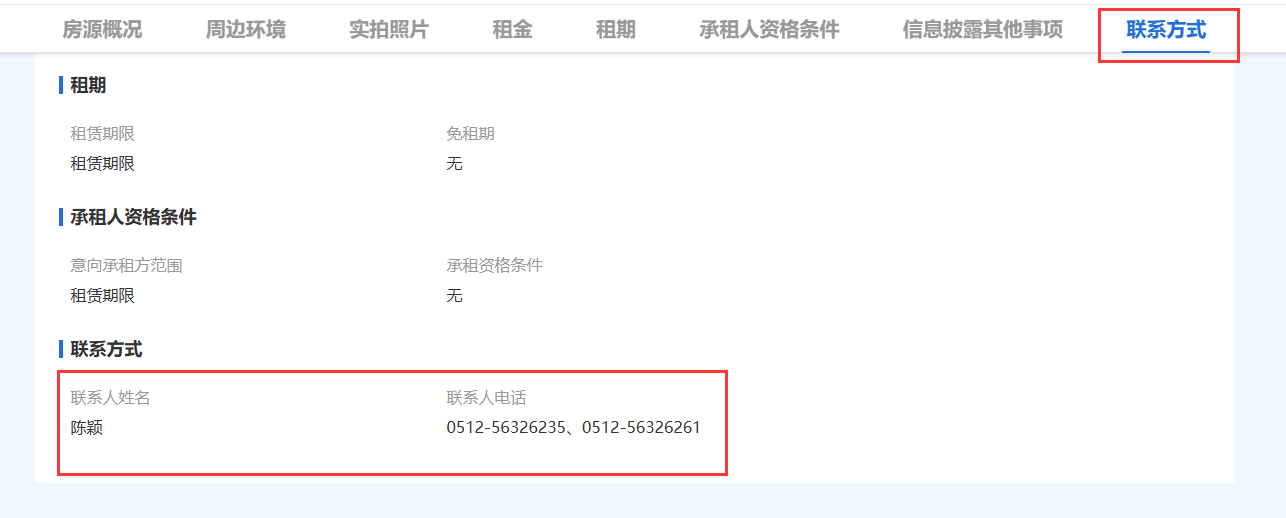 房源概况 周边环境 实拍照片 租金 租期 承租人资格条件 信息披露其他事项 联系方式
租期
租赁期限 免租期
租赁期限 无
承租人资格条件
意向承租方范围 承租资格条件
租赁期限 无
联系方式
联系人姓名 联系人电话
陈颖 0512-56326235、0512-56326261